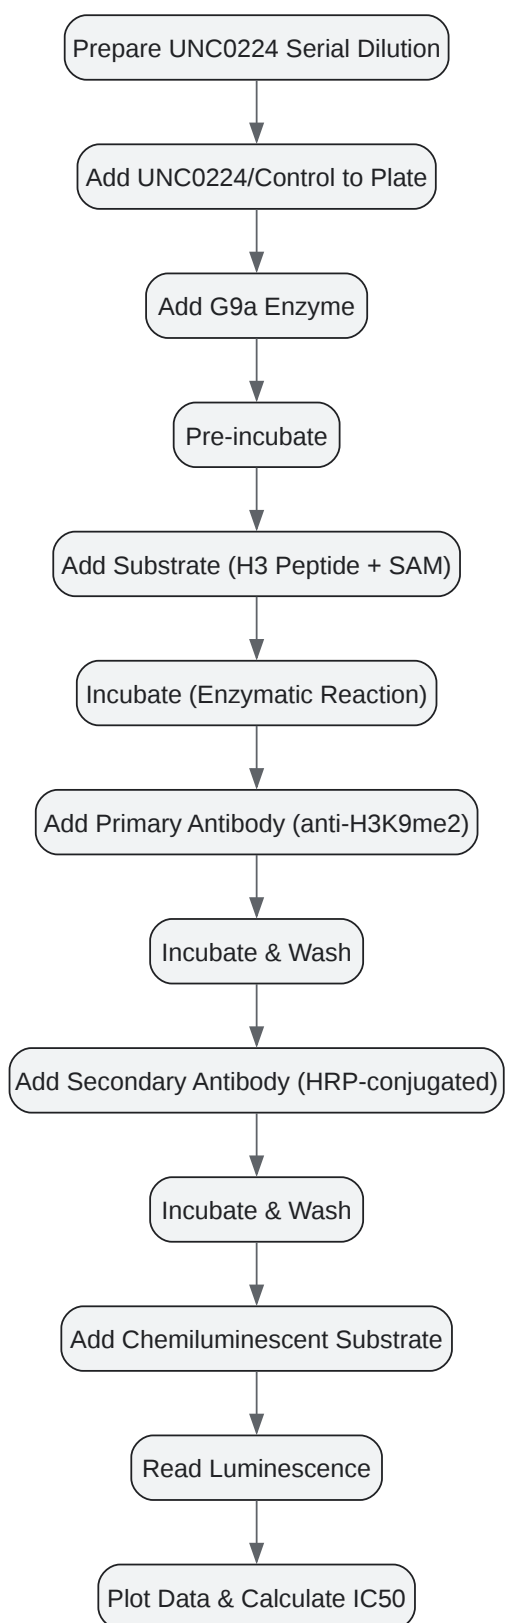 Prepare UNC0224 Serial Dilution
Add UNC0224/Control to Plate
Add G9a Enzyme
Pre-incubate
Add Substrate (H3 Peptide + SAM)
Incubate (Enzymatic Reaction)
Add Primary Antibody (anti-H3K9me2)
Incubate & Wash
Add Secondary Antibody (HRP-conjugated)
Incubate & Wash
Add Chemiluminescent Substrate
Read Luminescence
Plot Data & Calculate IC50